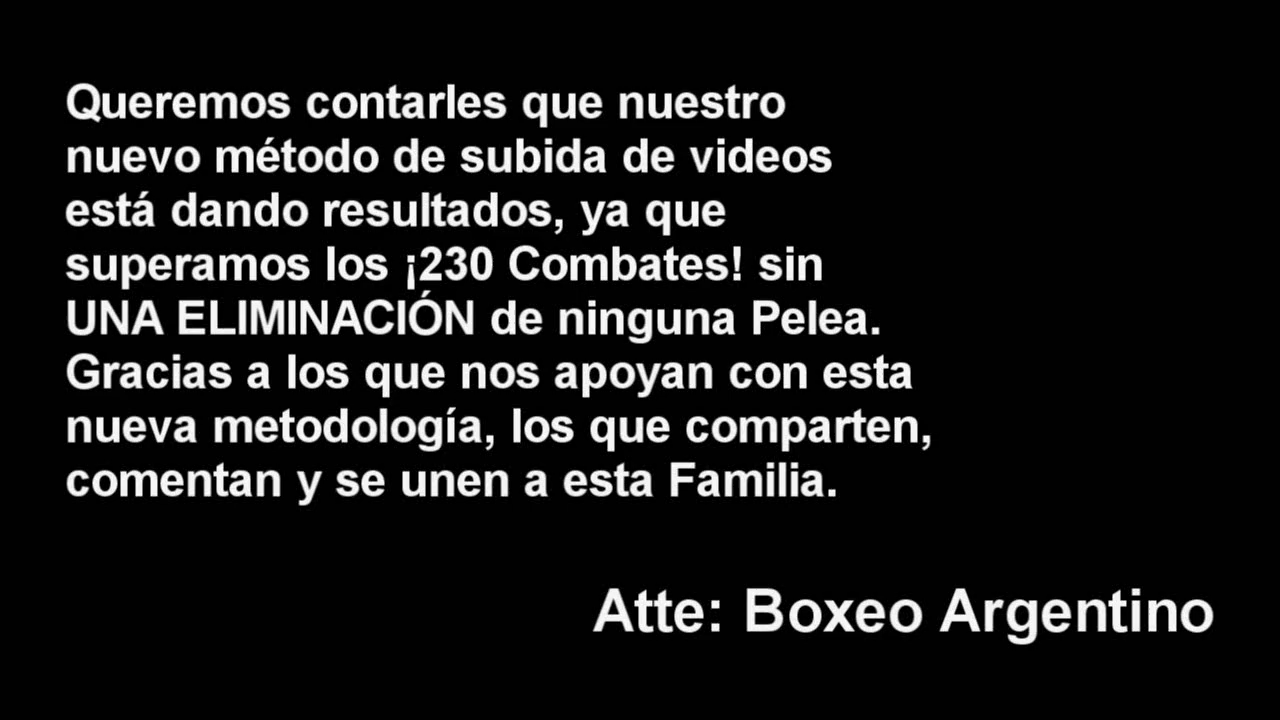 Queremos contarles que nuestro
nuevo método de subida de videos
está dando resultados, ya que
superamos los ¡230 Combates! sin
UNA ELIMINACIÓN de ninguna Pelea.
Gracias a los que nos apoyan con esta
nueva metodología, los que comparten,
comentan y se unen a esta Familia.
Atte: Boxeo Argentino